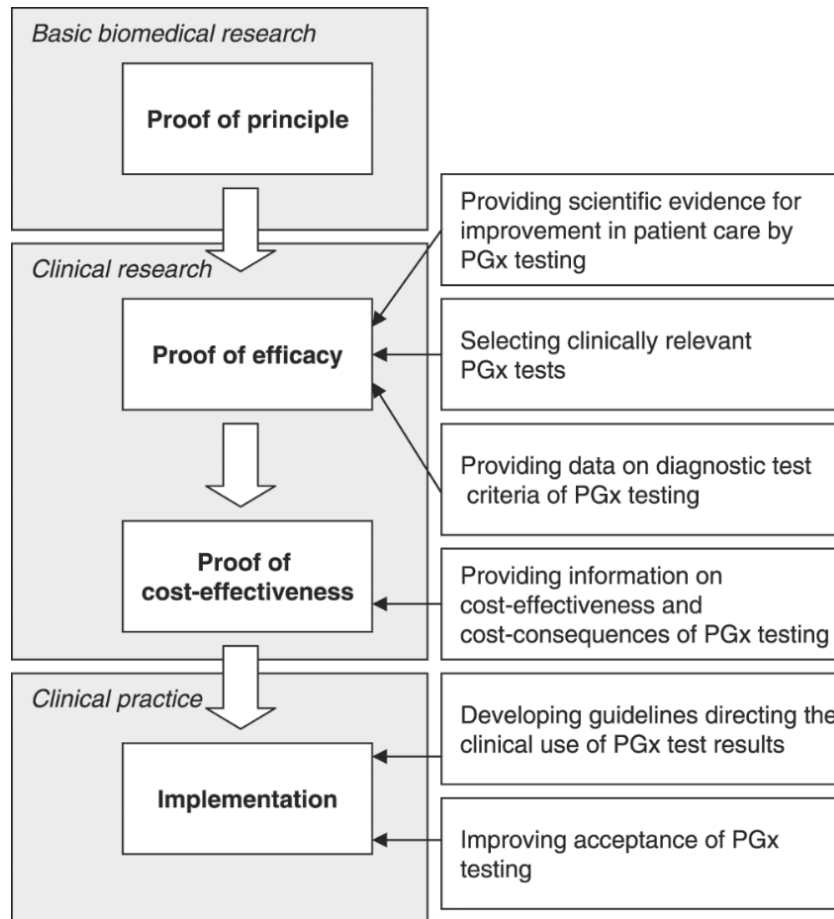 Basic biomedical research
Proof of principle
Clinical research
Proof of efficacy
Proof of
cost-effectiveness
Clinical practice
Implementation
Providing scientific evidence for
improvement in patient care by
PGx testing
Selecting clinically relevant
PGx tests
Providing data on diagnostic test
criteria of PGx testing
Providing information on
cost-effectiveness and
cost-consequences of PGx testing
Developing guidelines directing the
clinical use of PGx test results
Improving acceptance of PGx
testing